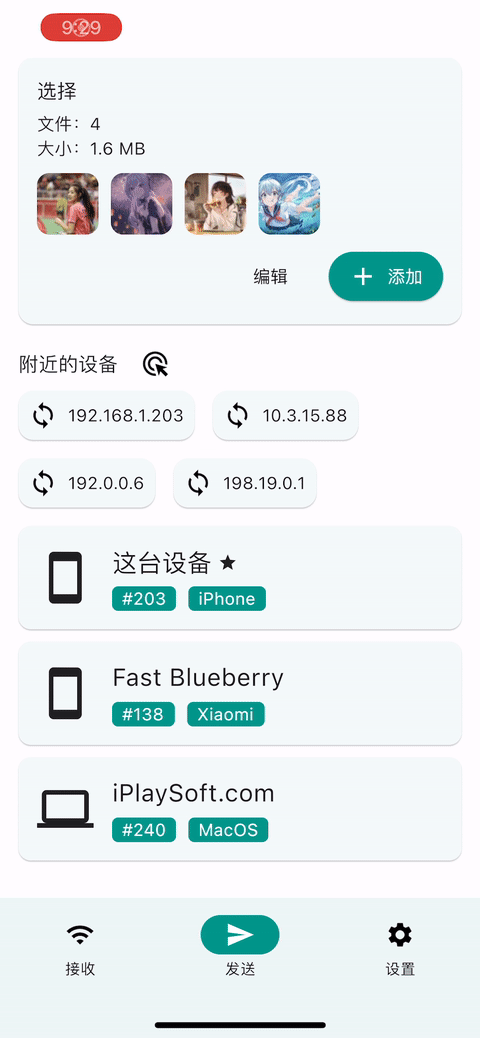 9:29
选择
文件：4
大小：1.6 MB
编辑
添加
附近的设备
192.168.1.203
10.3.15.88
192.0.0.6
198.19.0.1
这台设备
#203 iPhone
Fast Blueberry
#138 Xiaomi
iPlaySoft.com
#240 MacOS
接收 发送 设置